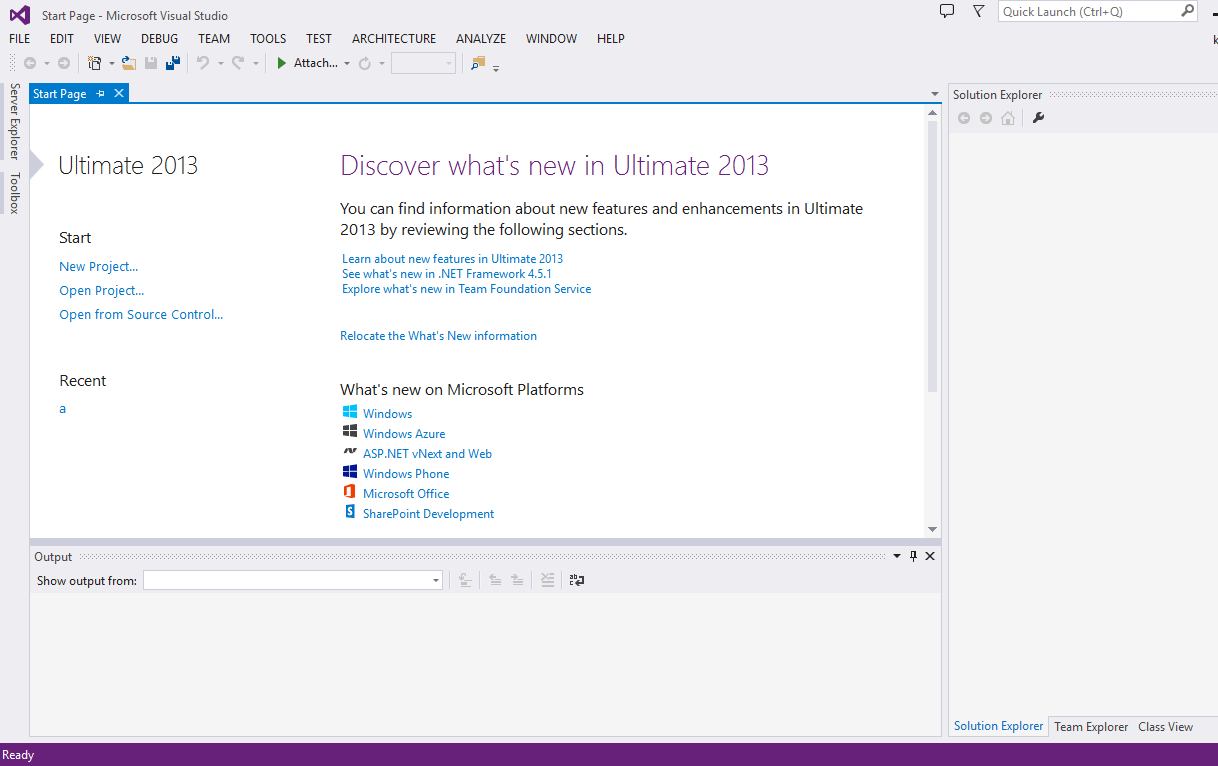 Start Page - Microsoft Visual Studio
Quick Launch (Ctrl+Q)
FILE EDIT VIEW DEBUG TEAM TOOLS TEST ARCHITECTURE ANALYZE WINDOW HELP
k
Attach...
Server Explorer
Toolbox
Start Page
Ultimate 2013
Start
New Project...
Open Project...
Open from Source Control...
Recent
a
Discover what's new in Ultimate 2013
You can find information about new features and enhancements in Ultimate
2013 by reviewing the following sections.
Learn about new features in Ultimate 2013
See what's new in .NET Framework 4.5.1
Explore what's new in Team Foundation Service
Relocate the What's New information
What's new on Microsoft Platforms
Windows
Windows Azure
ASP.NET vNext and Web
Windows Phone
Microsoft Office
SharePoint Development
Output
Show output from:
Solution Explorer
Solution Explorer Team Explorer Class View
Ready